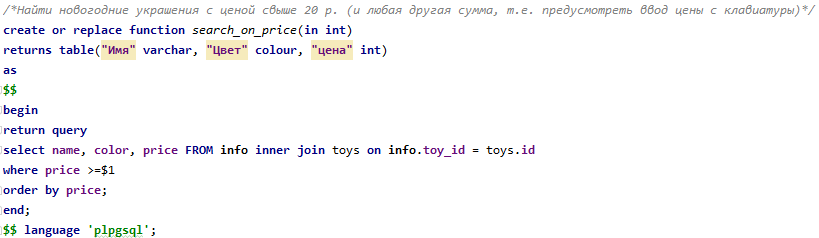 /*Найти новогодние украшения с ценой свыше 20 р. (и любая другая сумма, т.е. предусмотреть ввод цены с клавиатуры)*/
create or replace function search_on_price(in int)
returns table("Имя" varchar, "Цвет" colour, "цена" int)
as
$$
begin
return query
select name, color, price FROM info inner join toys on info.toy_id = toys.id
where price >=$1
order by price;
end;
$$ language 'plpgsql';